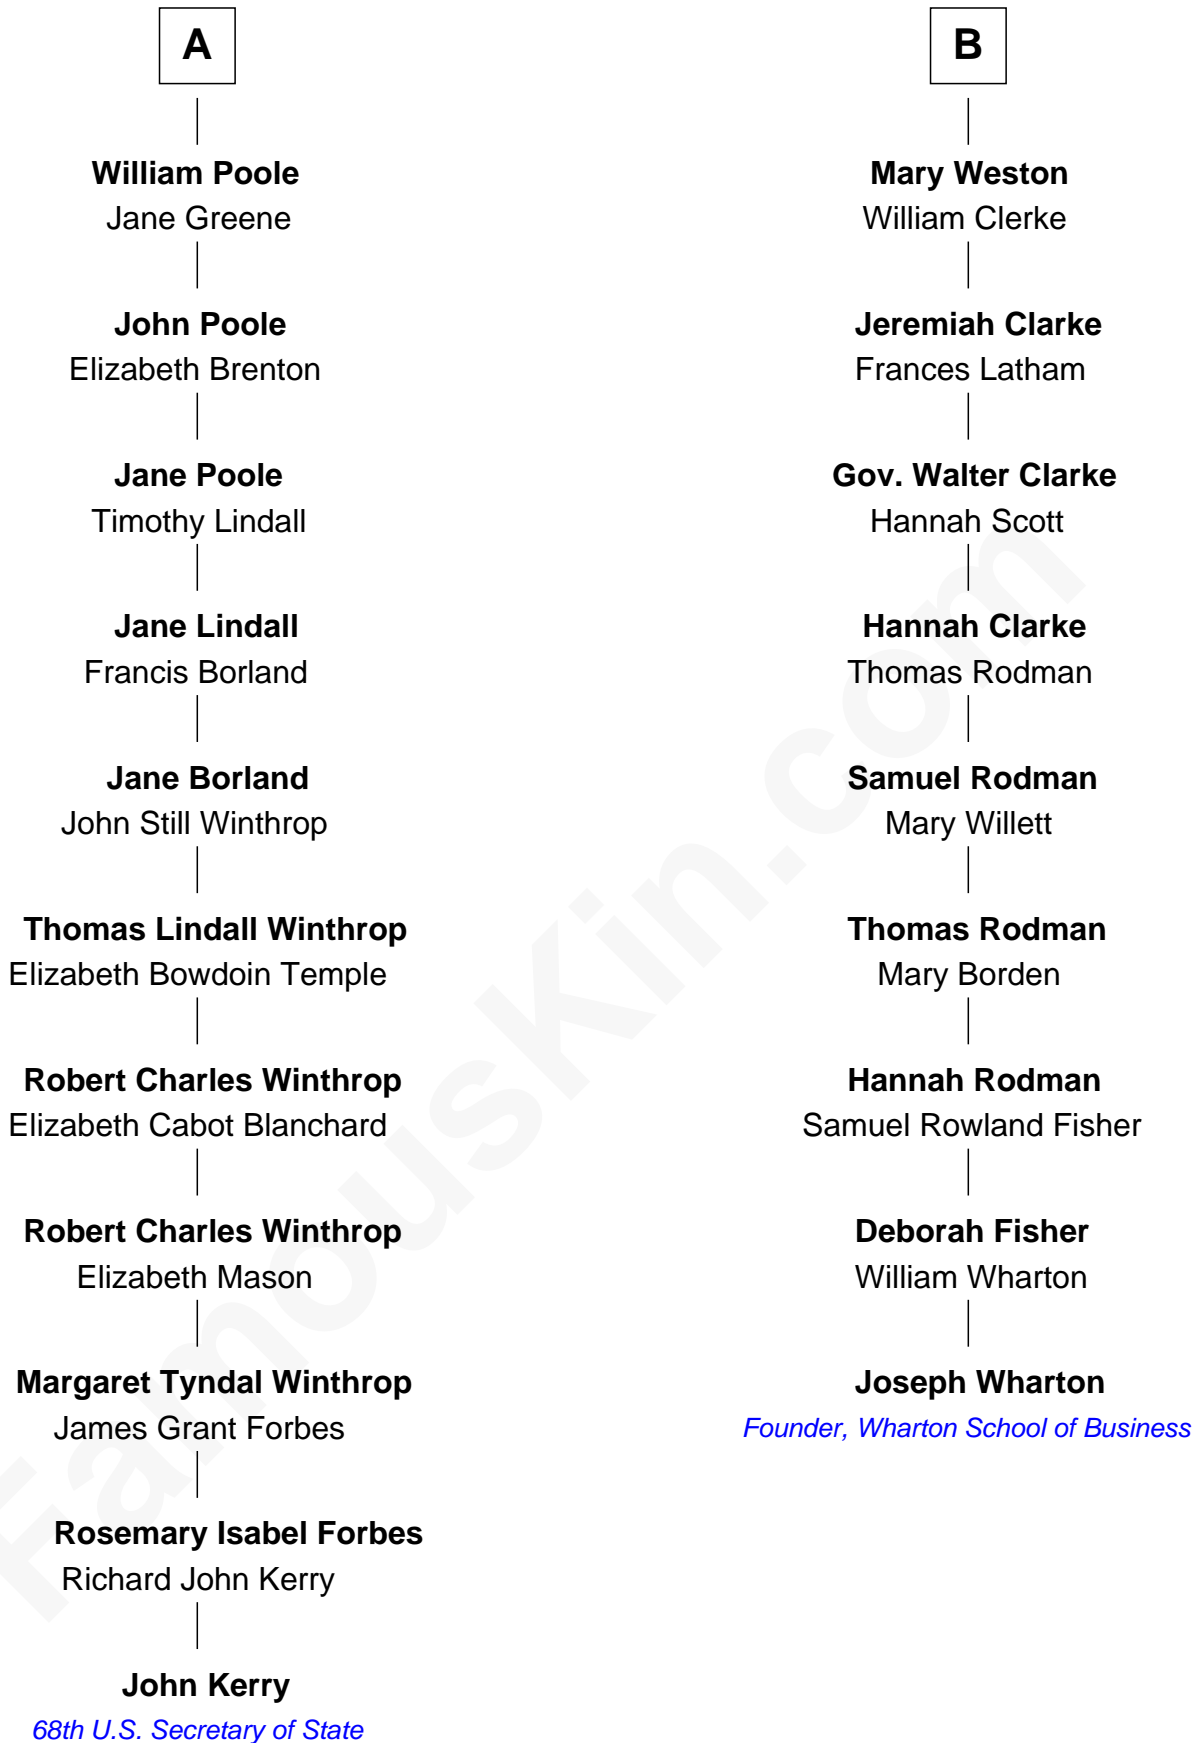 A
William Poole
Jane Greene
John Poole
Elizabeth Brenton
Jane Poole
Timothy Lindall
Jane Lindall
Francis Borland
Jane Borland
John Still Winthrop
Thomas Lindall Winthrop
Elizabeth Bowdoin Temple
Robert Charles Winthrop
Elizabeth Cabot Blanchard
Robert Charles Winthrop
Elizabeth Mason
Margaret Tyndal Winthrop
James Grant Forbes
Rosemary Isabel Forbes
Richard John Kerry
John Kerry
68th U.S. Secretary of State
B
Mary Weston
William Clerke
Jeremiah Clarke
Frances Latham
Gov. Walter Clarke
Hannah Scott
Hannah Clarke
Thomas Rodman
Samuel Rodman
Mary Willett
Thomas Rodman
Mary Borden
Hannah Rodman
Samuel Rowland Fisher
Deborah Fisher
William Wharton
Joseph Wharton
Founder, Wharton School of Business
FamousKin.com